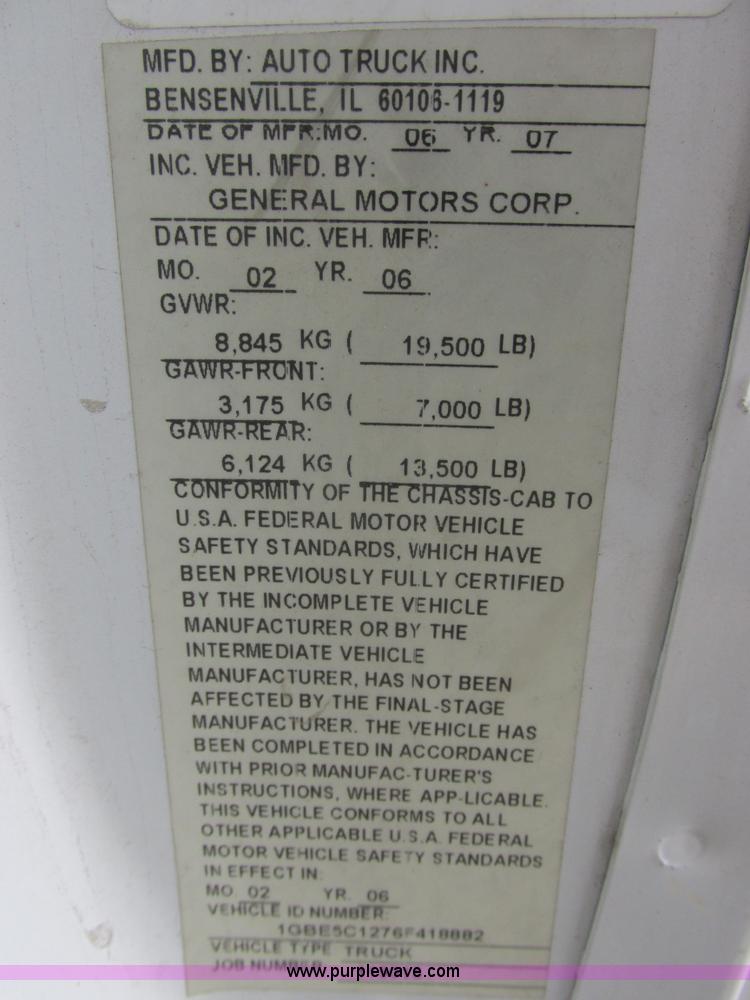 MFD. BY: AUTO TRUCK INC.
BENSENVILLE, IL 60106-1119
DATE OF MFR:MO. 06 YR. 07
INC. VEH. MFD. BY:
GENERAL MOTORS CORP.
DATE OF INC. VEH. MFR:
MO. 02 YR. 06
GVWR:
8,845 KG ( 19,500 LB)
GAWR-FRONT:
3,175 KG ( 7,000 LB)
GAWR-REAR:
6,124 KG ( 13,500 LB)
CONFORMITY OF THE CHASSIS-CAB TO
U.S.A. FEDERAL MOTOR VEHICLE
SAFETY STANDARDS, WHICH HAVE
BEEN PREVIOUSLY FULLY CERTIFIED
BY THE INCOMPLETE VEHICLE
MANUFACTURER OR BY THE
INTERMEDIATE VEHICLE
MANUFACTURER, HAS NOT BEEN
AFFECTED BY THE FINAL-STAGE
MANUFACTURER. THE VEHICLE HAS
BEEN COMPLETED IN ACCORDANCE
WITH PRIOR MANUFAC-TURER'S
INSTRUCTIONS, WHERE APP-LICABLE.
THIS VEHICLE CONFORMS TO ALL
OTHER APPLICABLE U.S.A. FEDERAL
MOTOR VEHICLE SAFETY STANDARDS
IN EFFECT IN:
MO. 02 YR. 06
VEHICLE ID NUMBER:
1GBE5C1276F418882
VEHICLE TYPE TRUCK
JOB NUMBER
www.purplewave.com